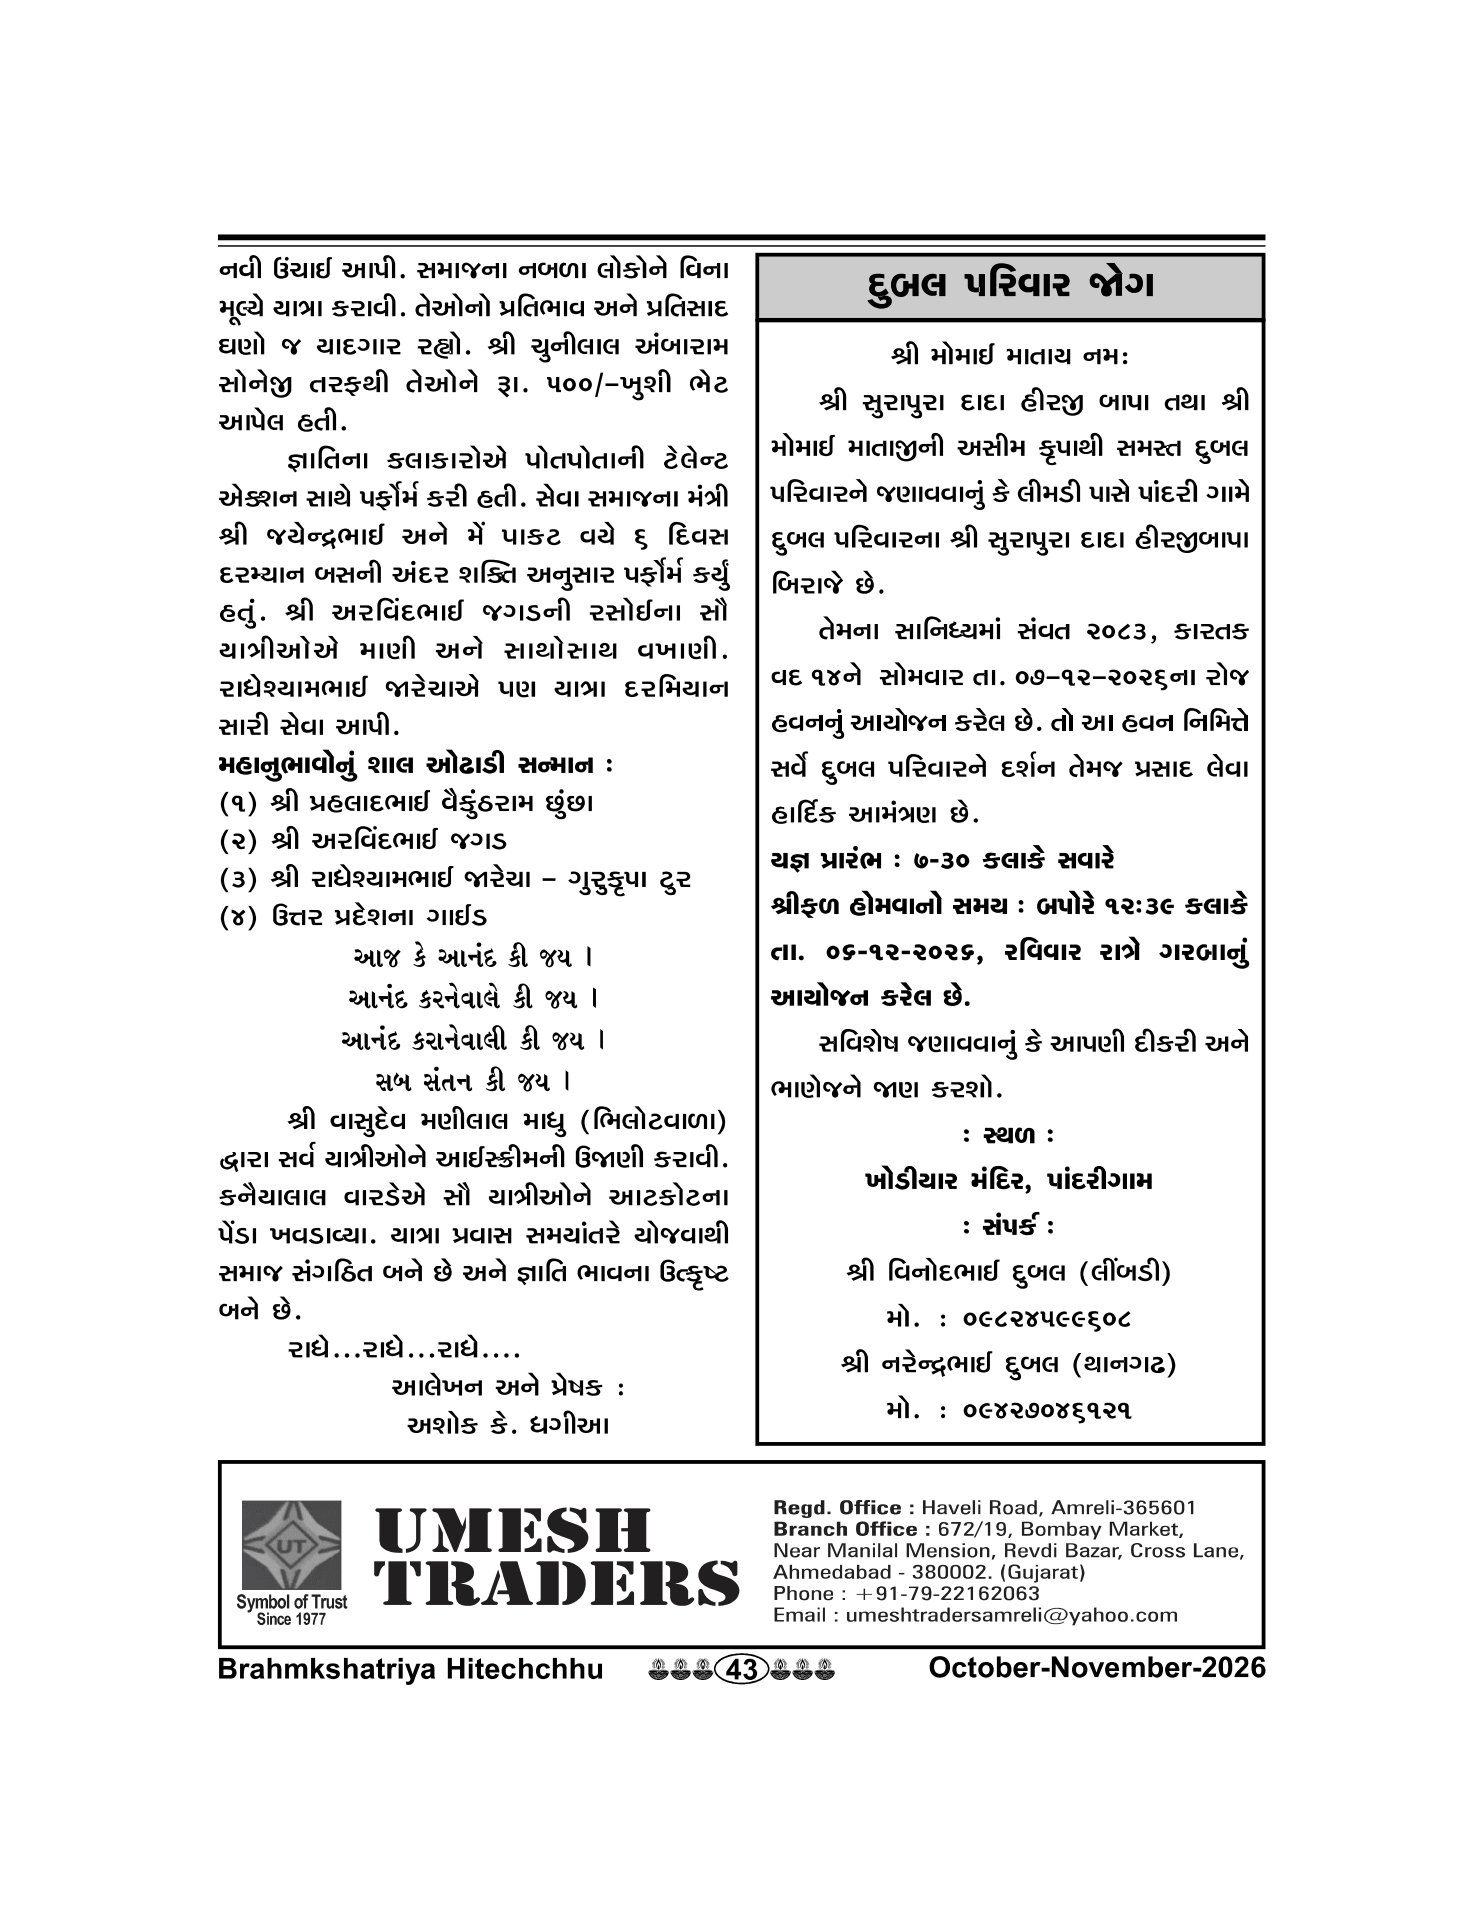 નવી ઉંચાઈ આપી. સમાજના નબળા લોકોને વિના
મૂલ્યે યાત્રા કરાવી. તેઓનો પ્રતિભાવ અને પ્રતિસાદ
ઘણો જ યાદગાર રહ્યો. શ્રી ચુનીલાલ અંબારામ
સોનેજી તરફથી તેઓને રૂા. ૫૦૦/–ખુશી ભેટ
આપેલ હતી.
જ્ઞાતિના કલાકારોએ પોતપોતાની ટેલેન્ટ
એક્શન સાથે પર્ફોર્મ કરી હતી. સેવા સમાજના મંત્રી
શ્રી જયેન્દ્રભાઈ અને મેં પાકટ વયે ૬ દિવસ
દરમ્યાન બસની અંદર શક્તિ અનુસાર પર્ફોર્મ કર્યું
હતું. શ્રી અરવિંદભાઈ જગડની રસોઈના સૌ
યાત્રીઓએ માણી અને સાથોસાથ વખાણી.
રાધેશ્યામભાઈ જારેચાએ પણ યાત્રા દરમિયાન
સારી સેવા આપી.
મહાનુભાવોનું શાલ ઓઢાડી સન્માન :
(૧) શ્રી પ્રહલાદભાઈ વૈકુંઠરામ છુંછા
(૨) શ્રી અરવિંદભાઈ જગડ
(૩) શ્રી રાધેશ્યામભાઈ જારેચા – ગુરુકૃપા ટુર
(૪) ઉત્તર પ્રદેશના ગાઈડ
આજ કે આનંદ કી જય ।
આનંદ કરનેવાલે કી જય ।
આનંદ કરાનેવાલી કી જય ।
સબ સંતન કી જય ।
શ્રી વાસુદેવ મણીલાલ માધુ (ભિલોટવાળા)
દ્વારા સર્વ યાત્રીઓને આઈસ્ક્રીમની ઉજાણી કરાવી.
કનૈયાલાલ વારડેએ સૌ યાત્રીઓને આટકોટના
પેંડા ખવડાવ્યા. યાત્રા પ્રવાસ સમયાંતરે યોજવાથી
સમાજ સંગઠિત બને છે અને જ્ઞાતિ ભાવના ઉત્કૃષ્ટ
બને છે.
રાધે...રાધે...રાધે....
આલેખન અને પ્રેષક :
અશોક કે. ધગીઆ
દુબલ પરિવાર જોગ
શ્રી મોમાઈ માતાય નમ:
શ્રી સુરાપુરા દાદા હીરજી બાપા તથા શ્રી
મોમાઈ માતાજીની અસીમ કૃપાથી સમસ્ત દુબલ
પરિવારને જણાવવાનું કે લીમડી પાસે પાંદરી ગામે
દુબલ પરિવારના શ્રી સુરાપુરા દાદા હીરજીબાપા
બિરાજે છે.
તેમના સાનિધ્યમાં સંવત ૨૦૮૩, કારતક
વદ ૧૪ને સોમવાર તા. ૦૭–૧૨–૨૦૨૬ના રોજ
હવનનું આયોજન કરેલ છે. તો આ હવન નિમિત્તે
સર્વે દુબલ પરિવારને દર્શન તેમજ પ્રસાદ લેવા
હાર્દિક આમંત્રણ છે.
યજ્ઞ પ્રારંભ : ૭-૩૦ કલાકે સવારે
શ્રીફળ હોમવાનો સમય : બપોરે ૧૨:૩૯ કલાકે
તા. ૦૬-૧૨-૨૦૨૬, રવિવાર રાત્રે ગરબાનું
આયોજન કરેલ છે.
સવિશેષ જણાવવાનું કે આપણી દીકરી અને
ભાણેજને જાણ કરશો.
: સ્થળ :
ખોડીયાર મંદિર, પાંદરીગામ
: સંપર્ક :
શ્રી વિનોદભાઈ દુબલ (લીંબડી)
મો. : ૦૯૮૨૪૫૯૯૬૦૮
શ્રી નરેન્દ્રભાઈ દુબલ (થાનગઢ)
મો. : ૦૯૪૨૭૦૪૬૧૨૧
UT
Symbol of Trust
Since 1977
UMESH
TRADERS
Regd. Office : Haveli Road, Amreli-365601
Branch Office : 672/19, Bombay Market,
Near Manilal Mension, Revdi Bazar, Cross Lane,
Ahmedabad - 380002. (Gujarat)
Phone : +91-79-22162063
Email : umeshtradersamreli@yahoo.com
Brahmkshatriya Hitechchhu 43 October-November-2026